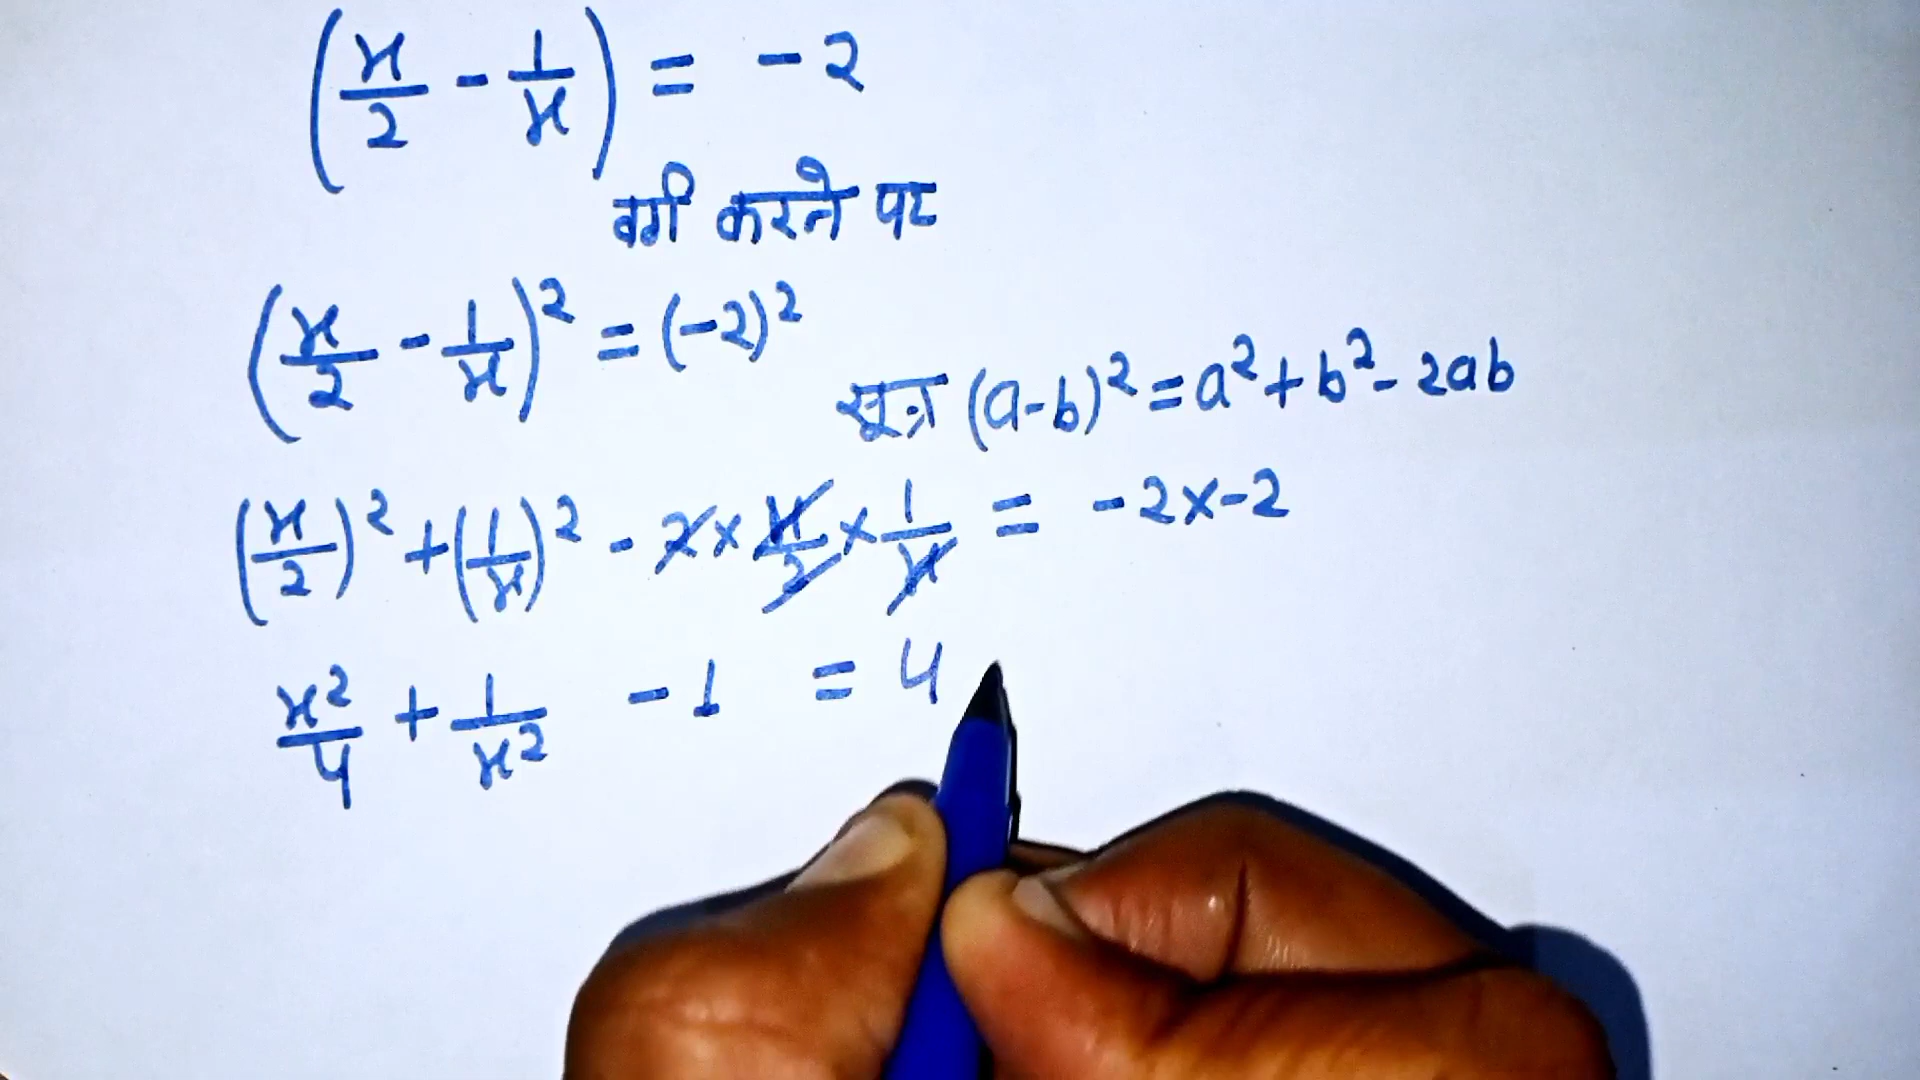 (x/2 - 1/x) = -2
वर्ग करने पर
(x/2 - 1/x)² = (-2)²
सूत्र (a-b)² = a² + b² - 2ab
(x/2)² + (1/x)² - 2 × x/2 × 1/x = -2x-2
x²/4 + 1/x² - 1 = 4